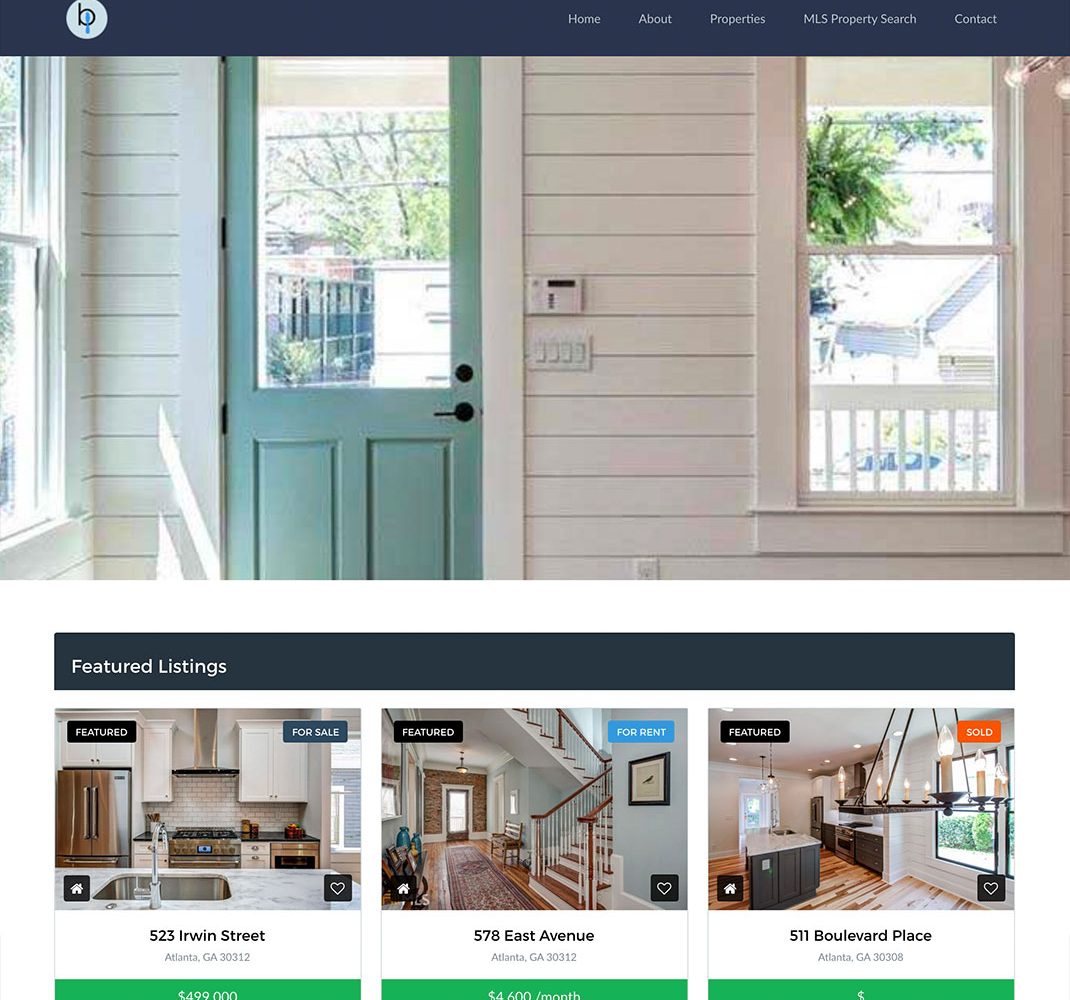 Home About Properties MLS Property Search Contact
Featured Listings
FEATURED FOR SALE FEATURED FOR RENT FEATURED SOLD
523 Irwin Street 578 East Avenue 511 Boulevard Place
Atlanta, GA 30312 Atlanta, GA 30312 Atlanta, GA 30308
$499,000 $4,600 /month $